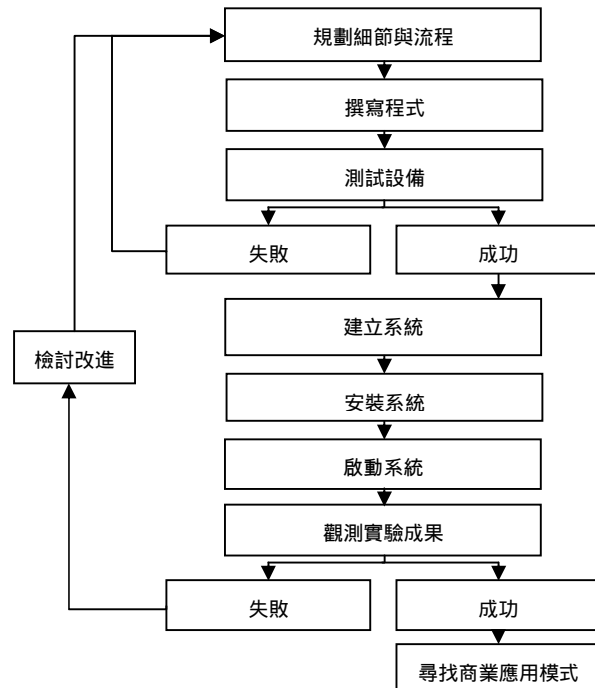 規劃細節與流程
撰寫程式
測試設備
失敗
成功
建立系統
檢討改進
安裝系統
啟動系統
觀測實驗成果
失敗
成功
尋找商業應用模式